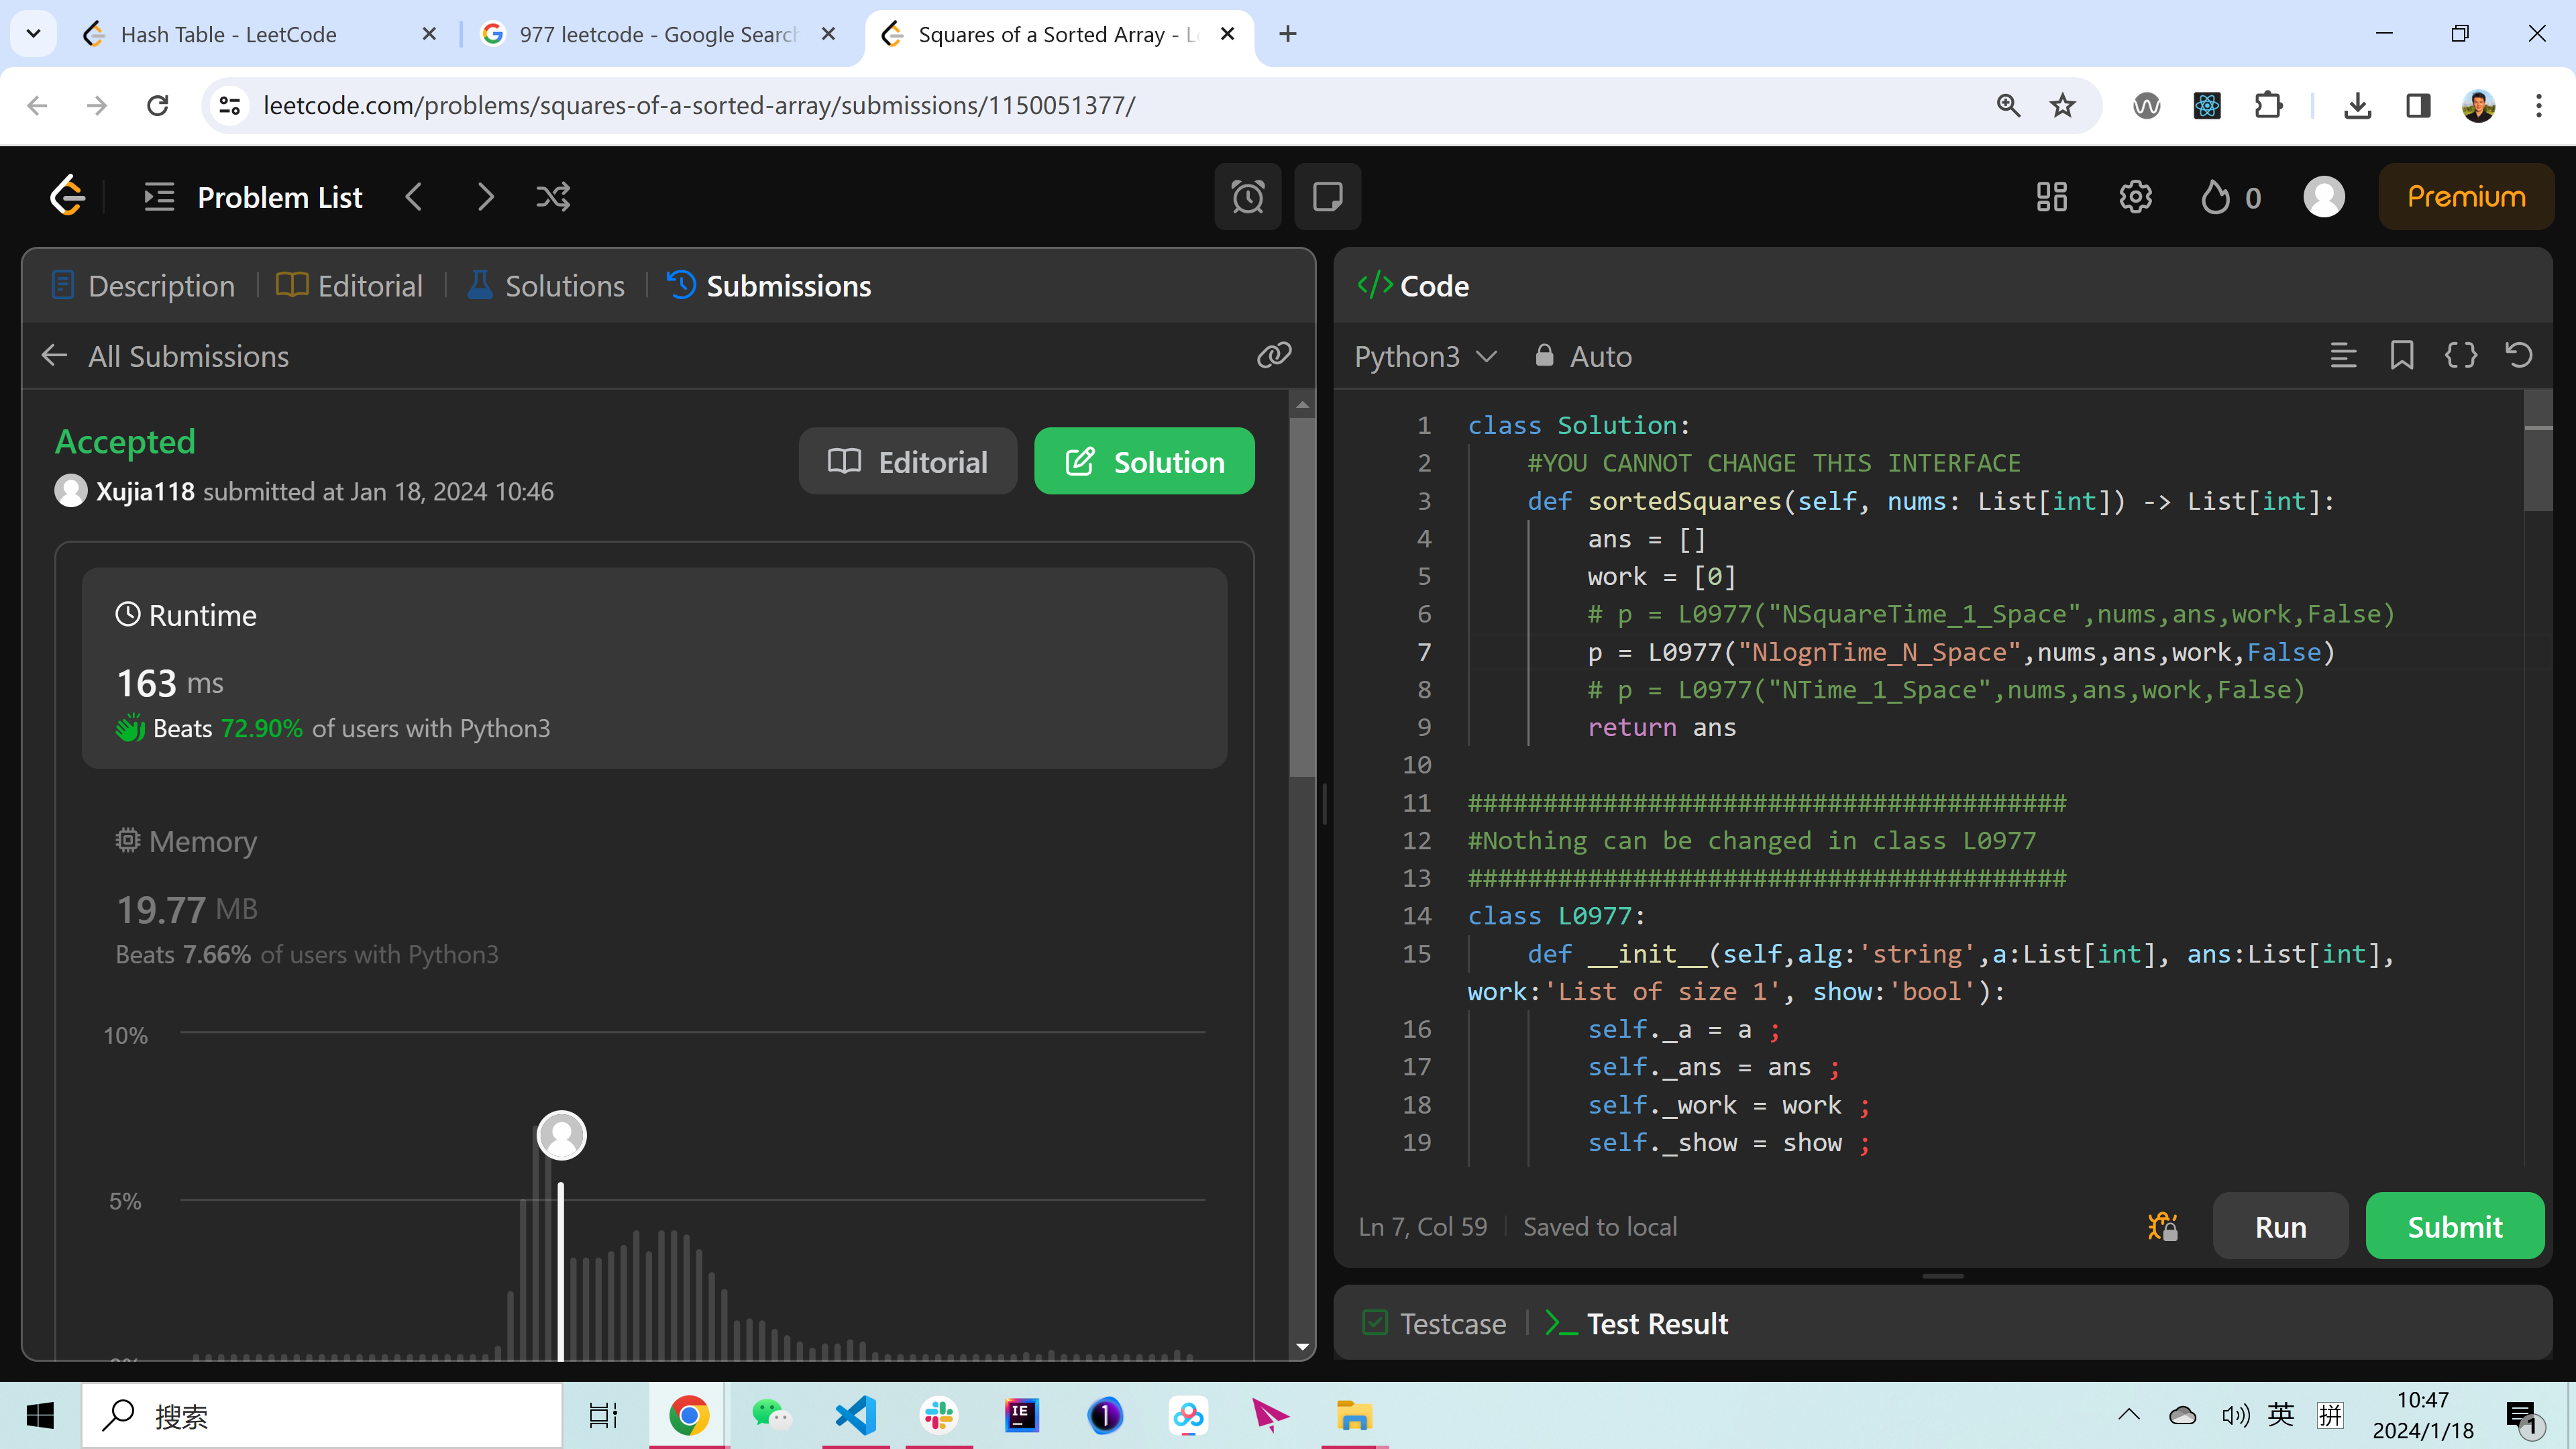 Hash Table - LeetCode
977 leetcode - Google Search
Squares of a Sorted Array - L
leetcode.com/problems/squares-of-a-sorted-array/submissions/1150051377/
Problem List
0
Premium
Description
Editorial
Solutions
Submissions
All Submissions
Accepted
Editorial
Solution
Xujia118 submitted at Jan 18, 2024 10:46
Runtime
163 ms
Beats 72.90% of users with Python3
Memory
19.77 MB
Beats 7.66% of users with Python3
10%
5%
0%
Code
Python3
Auto
1 class Solution:
2 #YOU CANNOT CHANGE THIS INTERFACE
3 def sortedSquares(self, nums: List[int]) -> List[int]:
4 ans = []
5 work = [0]
6 # p = L0977("NSquareTime_1_Space",nums,ans,work,False)
7 p = L0977("NlognTime_N_Space",nums,ans,work,False)
8 # p = L0977("NTime_1_Space",nums,ans,work,False)
9 return ans
10
11 ########################################
12 #Nothing can be changed in class L0977
13 ########################################
14 class L0977:
15 def __init__(self,alg:'string',a:List[int], ans:List[int],
work:'List of size 1', show:'bool'):
16 self._a = a ;
17 self._ans = ans ;
18 self._work = work ;
19 self._show = show ;
Ln 7, Col 59
Saved to local
Run
Submit
Testcase
Test Result
搜索
英
拼
10:47
2024/1/18
1